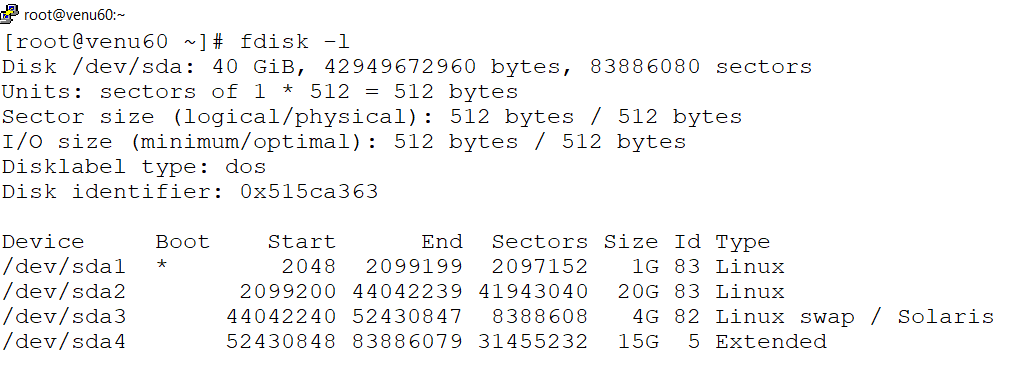 root@venu60:~
[root@venu60 ~]# fdisk -l
Disk /dev/sda: 40 GiB, 42949672960 bytes, 83886080 sectors
Units: sectors of 1 * 512 = 512 bytes
Sector size (logical/physical): 512 bytes / 512 bytes
I/O size (minimum/optimal): 512 bytes / 512 bytes
Disklabel type: dos
Disk identifier: 0x515ca363

Device     Boot    Start      End  Sectors Size Id Type
/dev/sda1  *        2048  2099199  2097152   1G 83 Linux
/dev/sda2        2099200 44042239 41943040  20G 83 Linux
/dev/sda3       44042240 52430847  8388608   4G 82 Linux swap / Solaris
/dev/sda4       52430848 83886079 31455232  15G  5 Extended